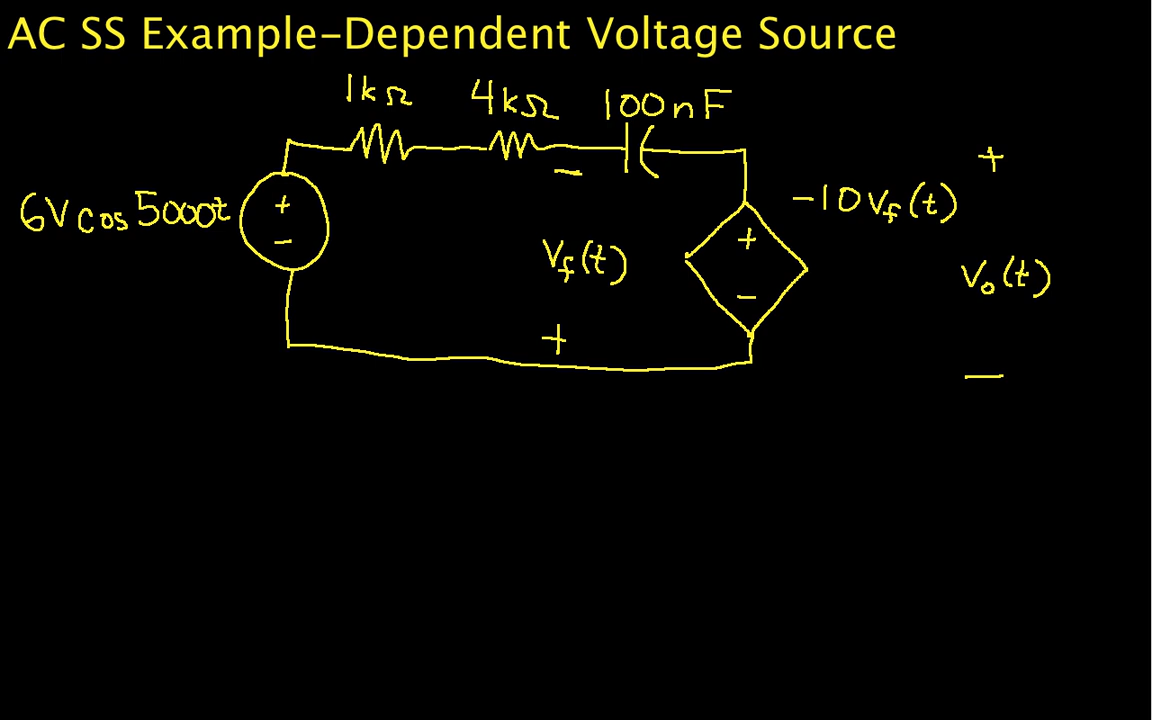 AC SS Example-Dependent Voltage Source
1kΩ 4kΩ 100nF
6V cos 5000t + −
− Vf(t) +
+ −
−10Vf(t)
+ Vo(t) −